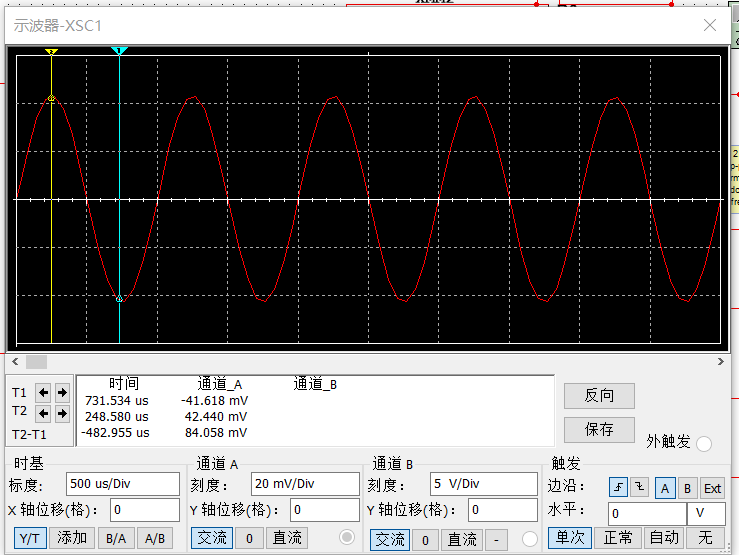 XMM2
示波器-XSC1
2
1
时间 通道_A 通道_B
T1 731.534 us -41.618 mV
T2 248.580 us 42.440 mV
T2-T1 -482.955 us 84.058 mV
反向
保存
外触发
时基
标度: 500 us/Div
X 轴位移(格): 0
Y/T 添加 B/A A/B
通道 A
刻度: 20 mV/Div
Y 轴位移(格): 0
交流 0 直流
通道 B
刻度: 5 V/Div
Y 轴位移(格): 0
交流 0 直流 -
触发
边沿: A B Ext
水平: 0 V
单次 正常 自动 无